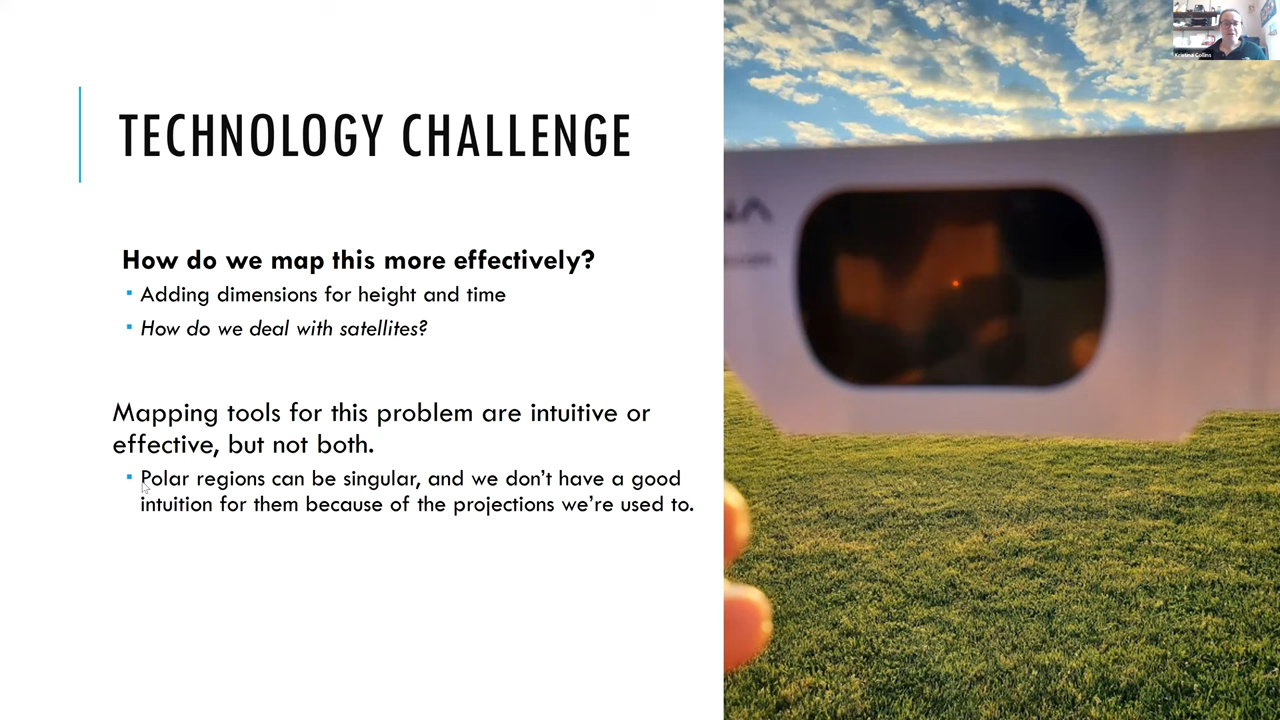 Kristina Collins
TECHNOLOGY CHALLENGE
How do we map this more effectively?
Adding dimensions for height and time
How do we deal with satellites?
Mapping tools for this problem are intuitive or
effective, but not both.
Polar regions can be singular, and we don't have a good
intuition for them because of the projections we're used to.